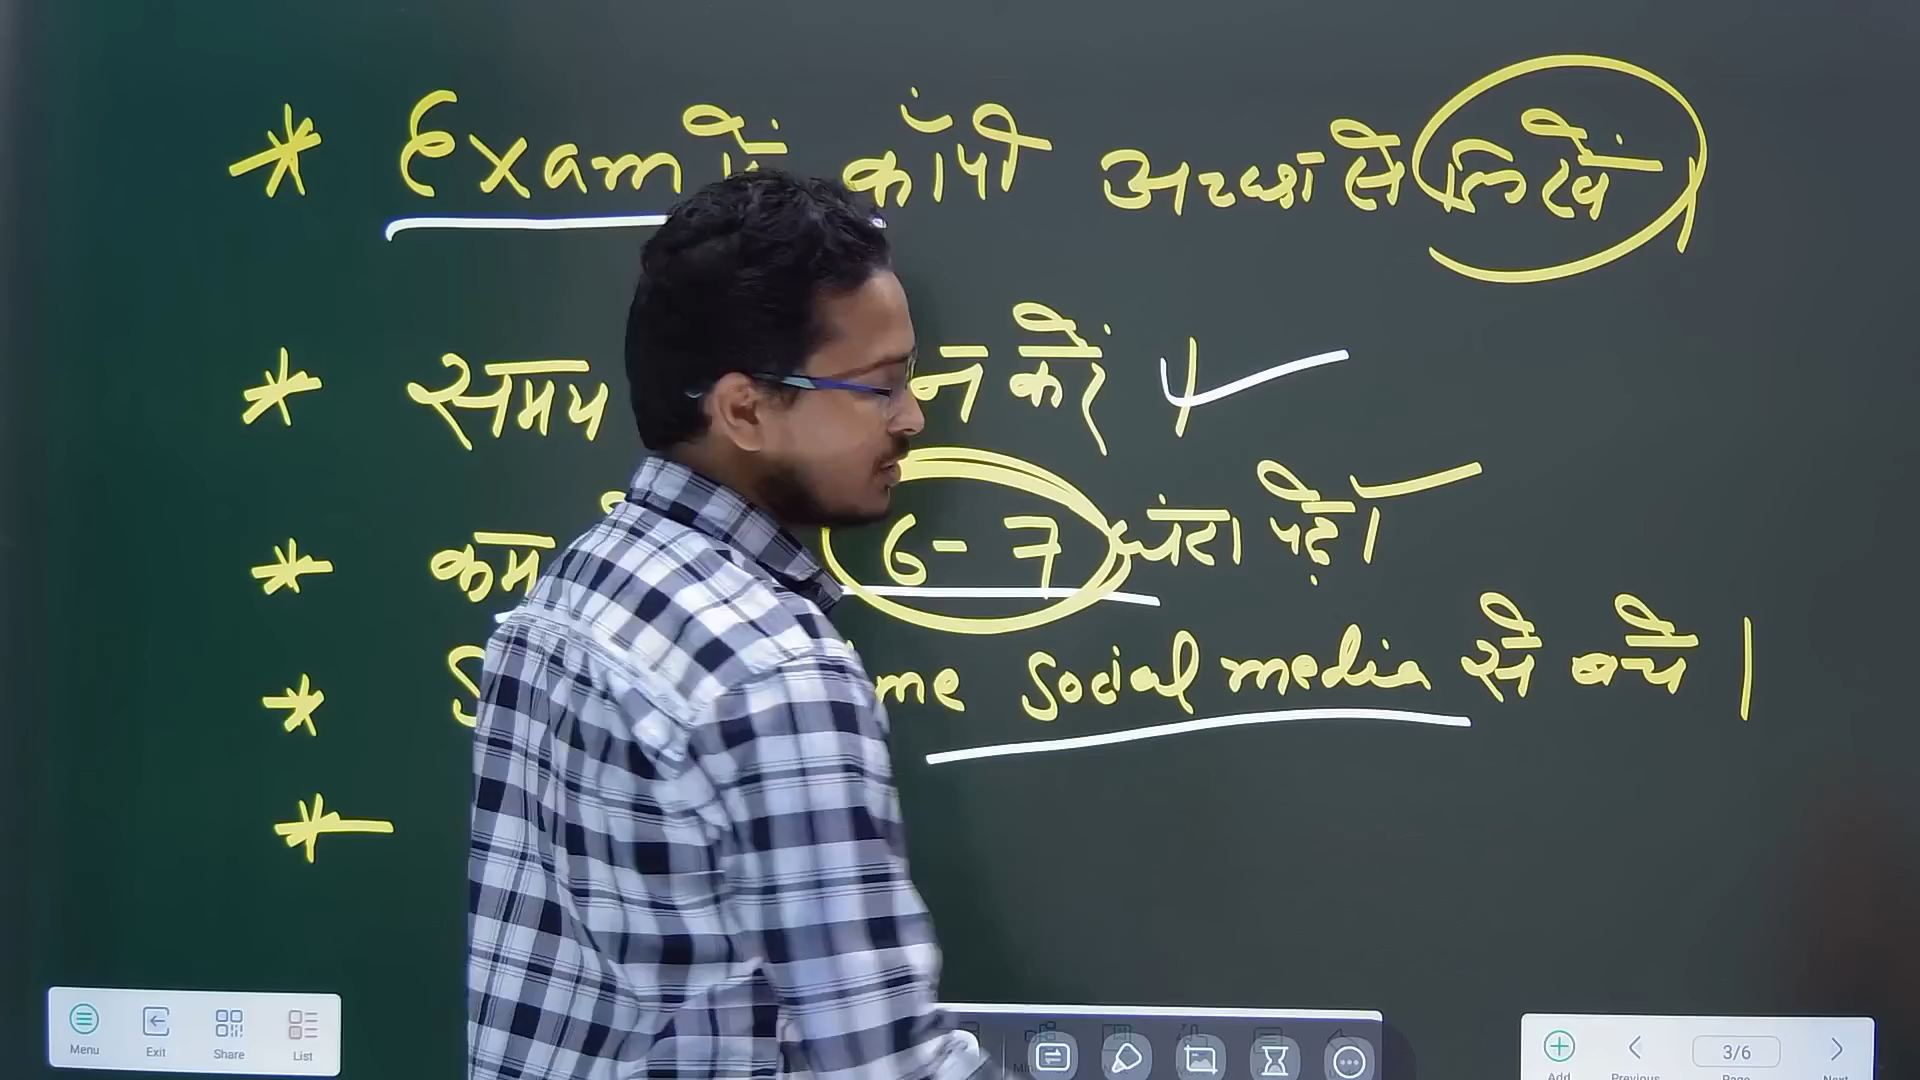 * Exam में कॉपी अच्छा से लिखें।
* समय न करें।
* कम 6-7 घंटा पढ़ें।
* S me Social media से बचे।
*
Menu Exit Share List
Add Previous 3/6 Page Next